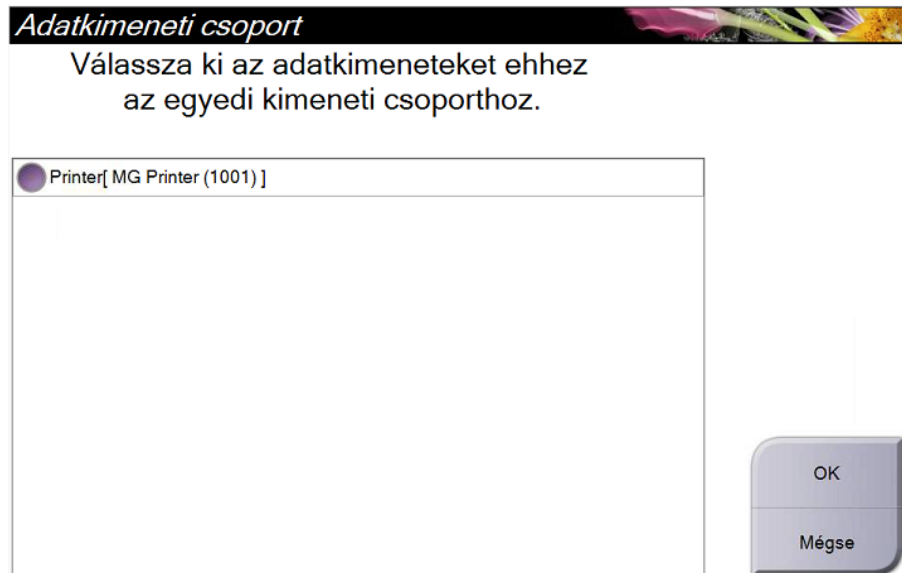 Adatkimeneti csoport
Válassza ki az adatkimeneteket ehhez
az egyedi kimeneti csoporthoz.
Printer[ MG Printer (1001) ]
OK
Mégse